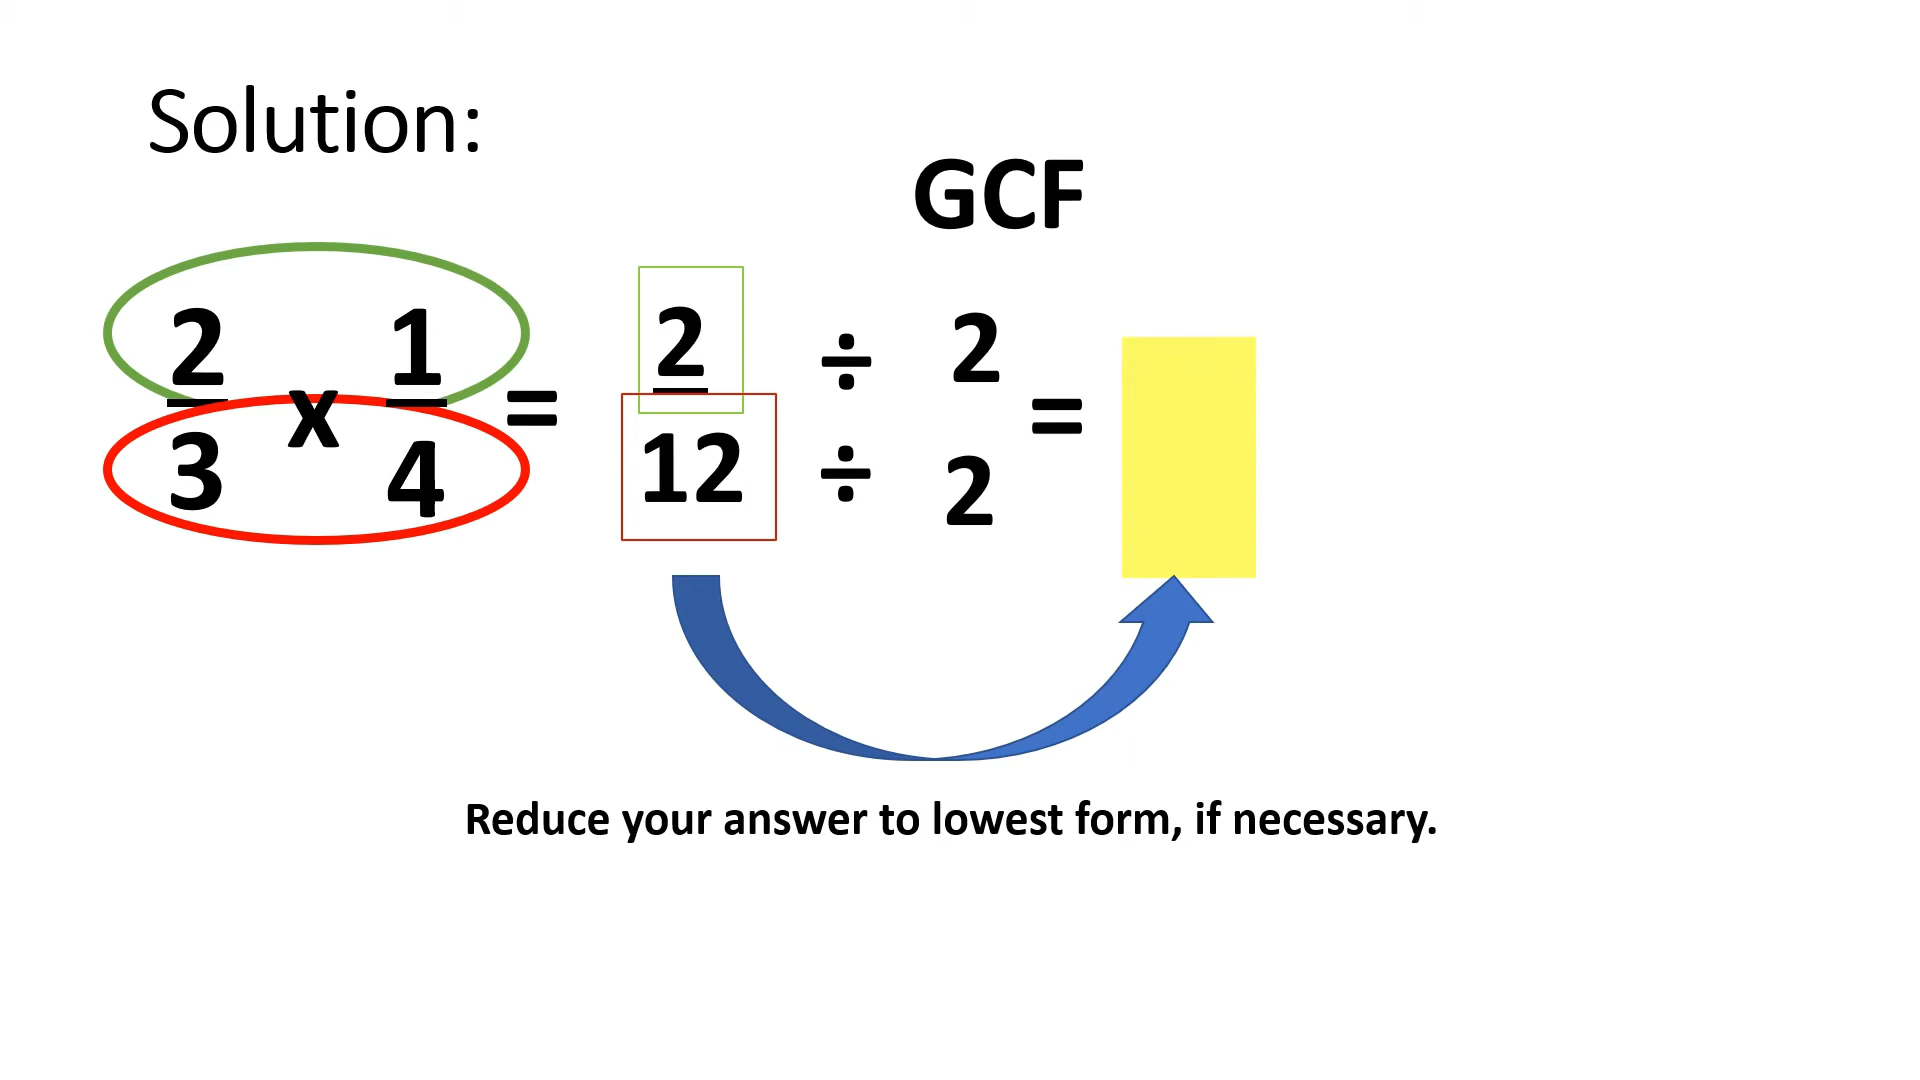 Solution:
GCF
2 x 1 = 2 ÷ 2 =
3 4 12 ÷ 2
Reduce your answer to lowest form, if necessary.